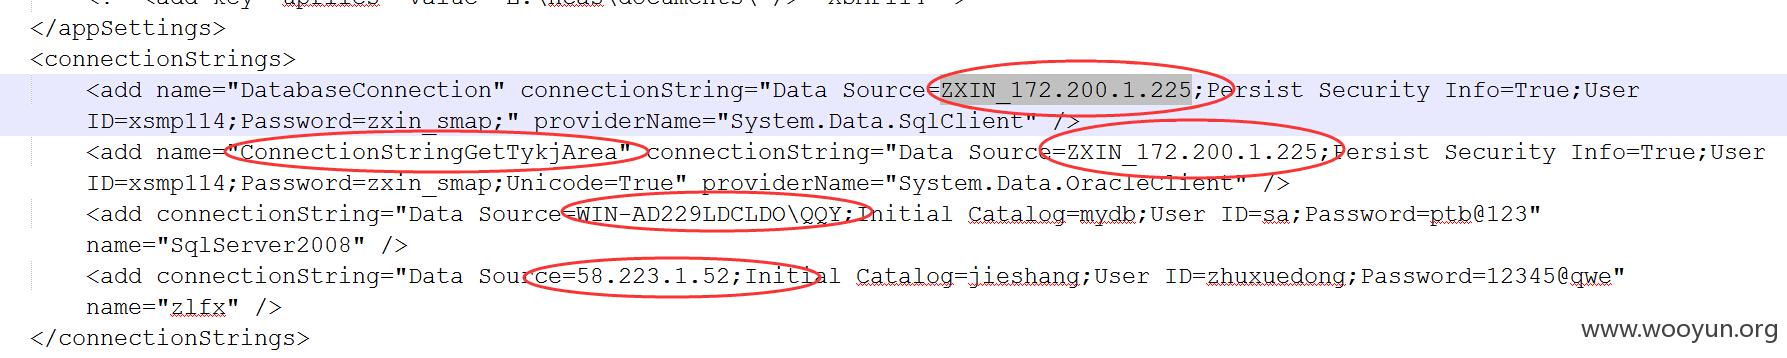 </appSettings>
<connectionStrings>
<add name="DatabaseConnection" connectionString="Data Source=ZXIN_172.200.1.225;Persist Security Info=True;User
ID=xsmp114;Password=zxin_smap;" providerName="System.Data.SqlClient" />
<add name="ConnectionStringGetTykjArea" connectionString="Data Source=ZXIN_172.200.1.225;Persist Security Info=True;User
ID=xsmp114;Password=zxin_smap;Unicode=True" providerName="System.Data.OracleClient" />
<add connectionString="Data Source=WIN-AD229LDCLDO\QQY;Initial Catalog=mydb;User ID=sa;Password=ptb@123"
name="SqlServer2008" />
<add connectionString="Data Source=58.223.1.52;Initial Catalog=jieshang;User ID=zhuxuedong;Password=12345@qwe"
name="zlfx" />
</connectionStrings>
www.wooyun.org